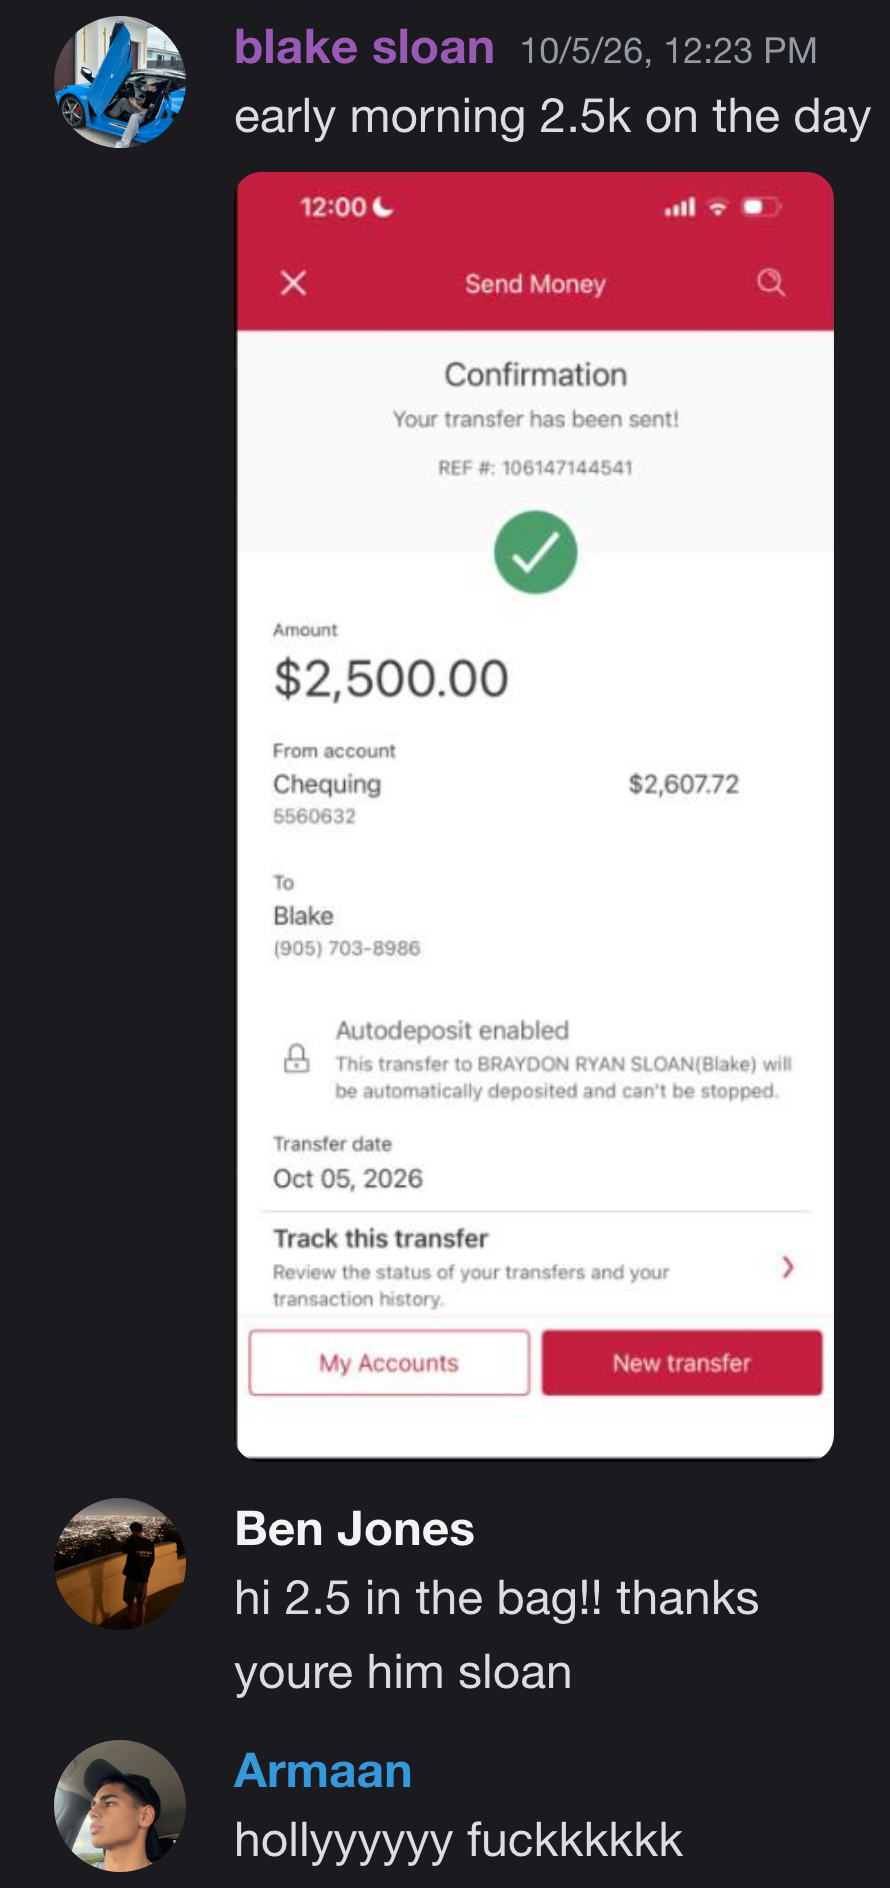 blake sloan 10/5/26, 12:23 PM
early morning 2.5k on the day
12:00
Send Money
Confirmation
Your transfer has been sent!
REF #: 106147144541
Amount
$2,500.00
From account
Chequing $2,607.72
5560632
To
Blake
(905) 703-8986
Autodeposit enabled
This transfer to BRAYDON RYAN SLOAN(Blake) will
be automatically deposited and can't be stopped.
Transfer date
Oct 05, 2026
Track this transfer
Review the status of your transfers and your
transaction history.
My Accounts New transfer
Ben Jones
hi 2.5 in the bag!! thanks
youre him sloan
Armaan
hollyyyyyy fuckkkkkk